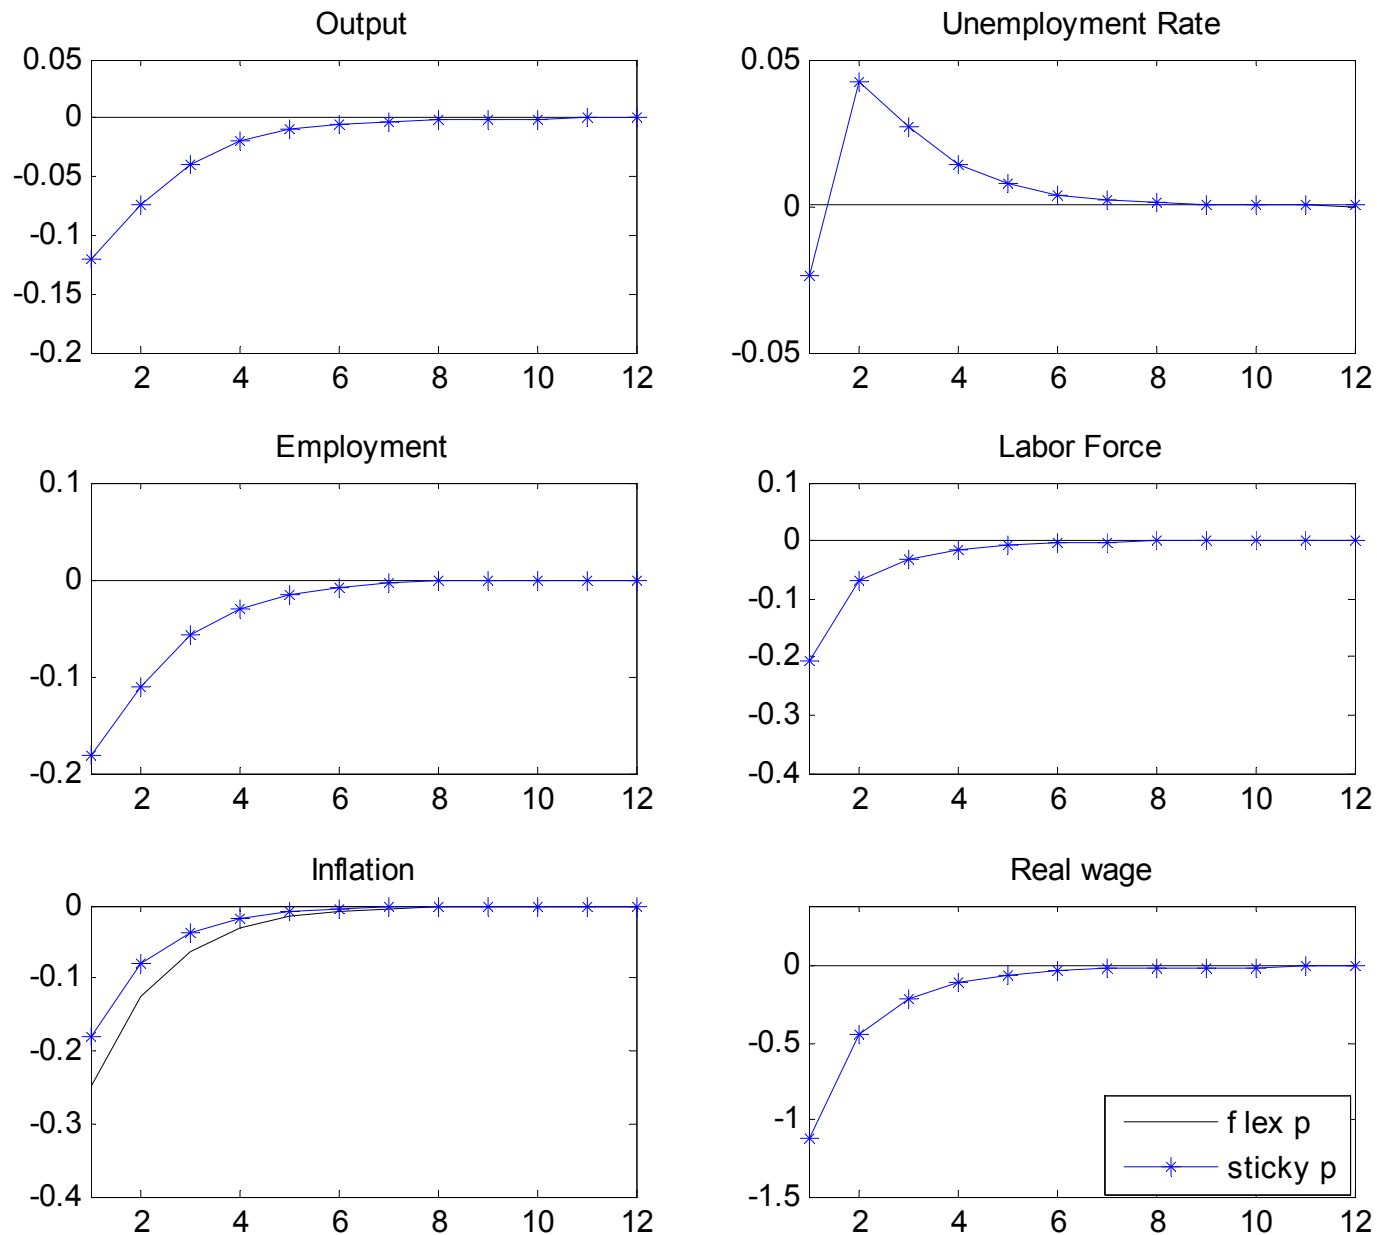 Output
0.05
0
-0.05
-0.1
-0.15
-0.2
2 4 6 8 10 12
Unemployment Rate
0.05
0
-0.05
2 4 6 8 10 12
Employment
0.1
0
-0.1
-0.2
2 4 6 8 10 12
Labor Force
0.1
0
-0.1
-0.2
-0.3
-0.4
2 4 6 8 10 12
Inflation
0
-0.1
-0.2
-0.3
-0.4
2 4 6 8 10 12
Real wage
0
-0.5
-1
-1.5
2 4 6 8 10 12
flex p
sticky p